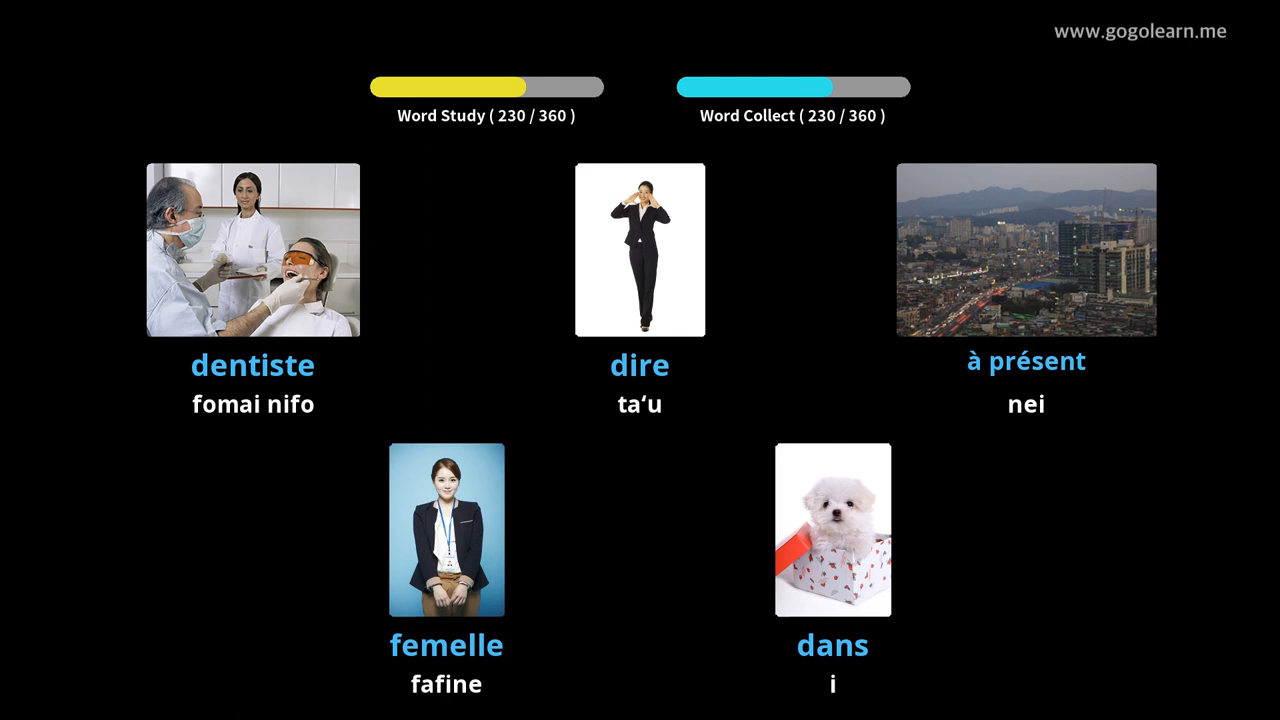 www.gogolearn.me
Word Study ( 230 / 360 )
Word Collect ( 230 / 360 )
dentiste
fomai nifo
dire
ta‘u
à présent
nei
femelle
fafine
dans
i